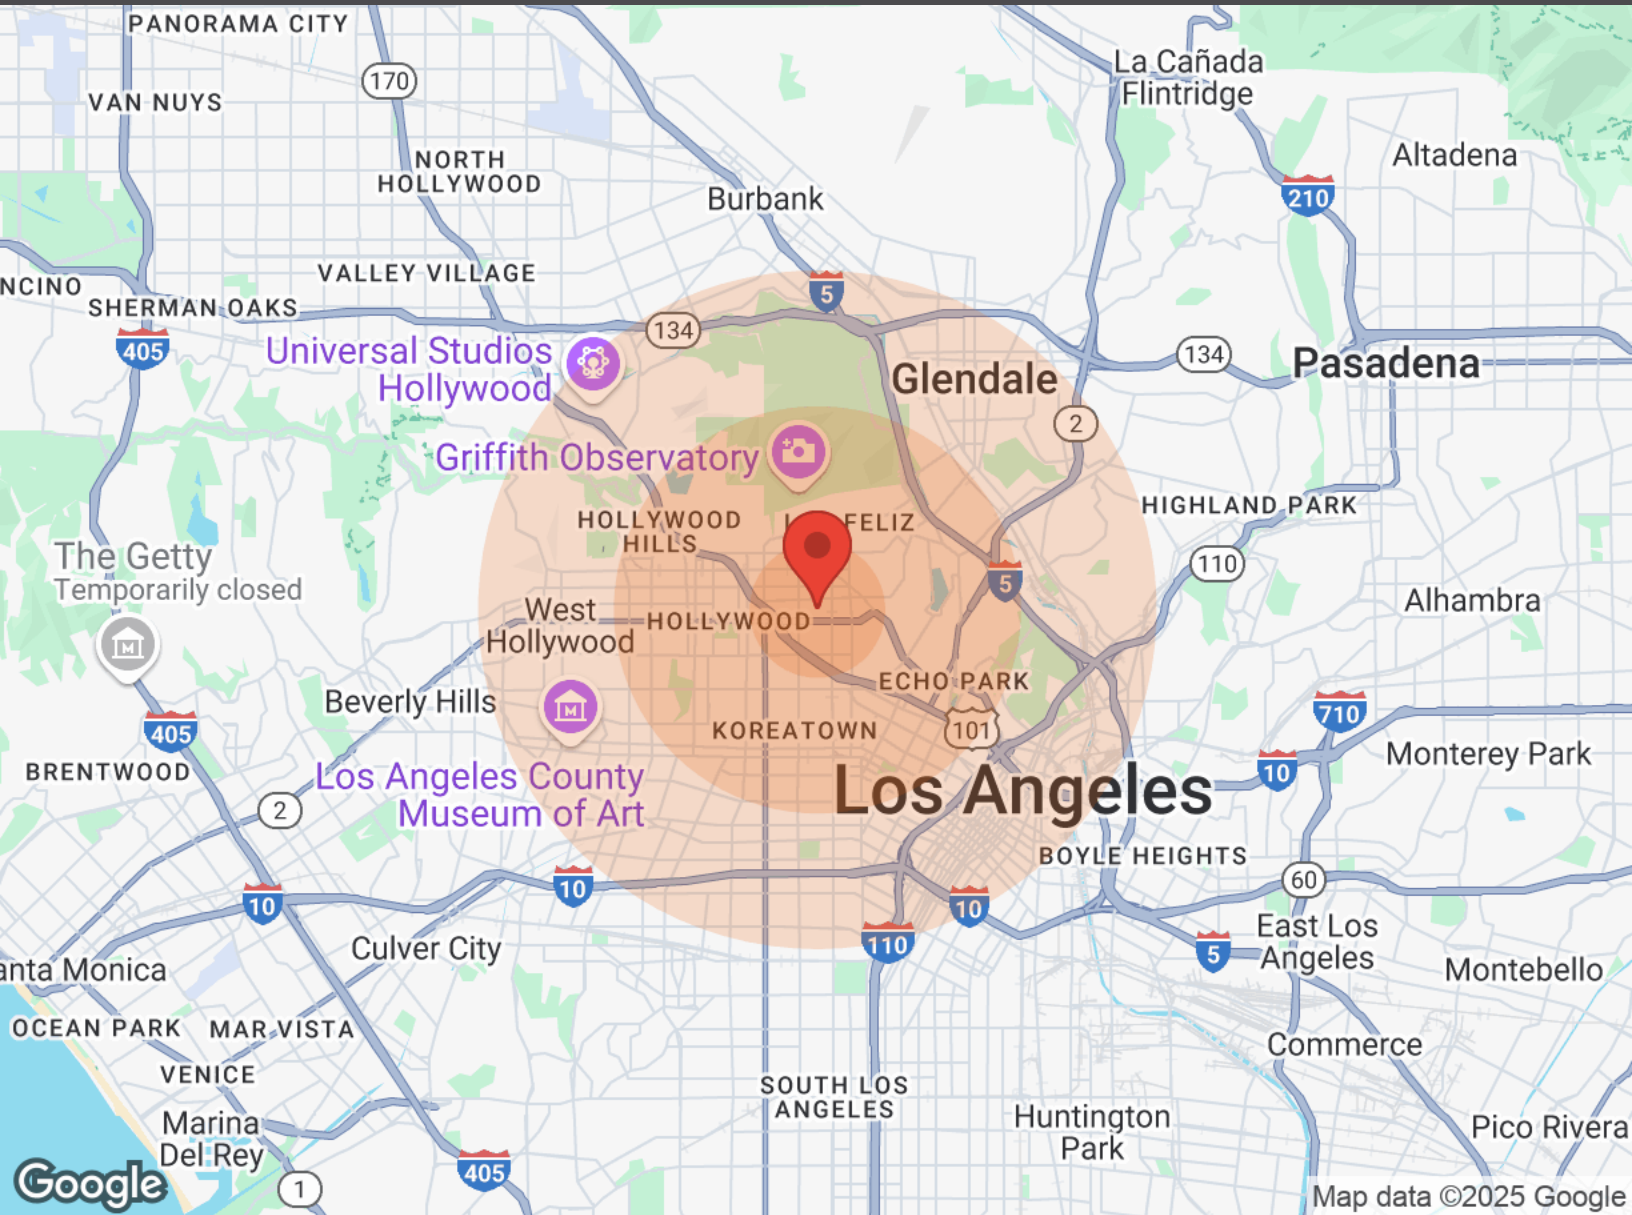 PANORAMA CITY
170
La Cañada
Flintridge
VAN NUYS
NORTH
HOLLYWOOD
Altadena
Burbank
210
VALLEY VILLAGE
NCINO
SHERMAN OAKS
5
134
405
Universal Studios
Hollywood
134
Glendale
Pasadena
2
Griffith Observatory
HIGHLAND PARK
HOLLYWOOD
HILLS
FELIZ
The Getty
Temporarily closed
110
5
Alhambra
West
Hollywood
HOLLYWOOD
ECHO PARK
Beverly Hills
405
KOREATOWN
101
710
Monterey Park
BRENTWOOD
10
Los Angeles County
Museum of Art
Los Angeles
2
BOYLE HEIGHTS
60
10
10
10
East Los
Angeles
110
5
Culver City
anta Monica
Montebello
OCEAN PARK
MAR VISTA
Commerce
VENICE
SOUTH LOS
ANGELES
Huntington
Park
Marina
Del Rey
Pico Rivera
405
1
Google
Map data ©2025 Google